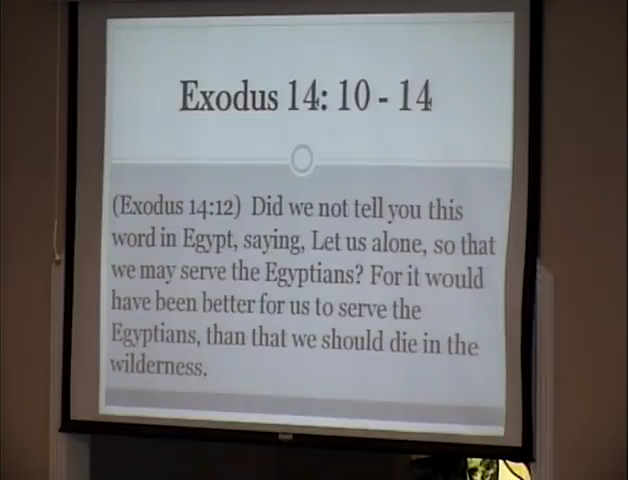 Exodus 14: 10 - 14
(Exodus 14:12) Did we not tell you this
word in Egypt, saying, Let us alone, so that
we may serve the Egyptians? For it would
have been better for us to serve the
Egyptians, than that we should die in the
wilderness.